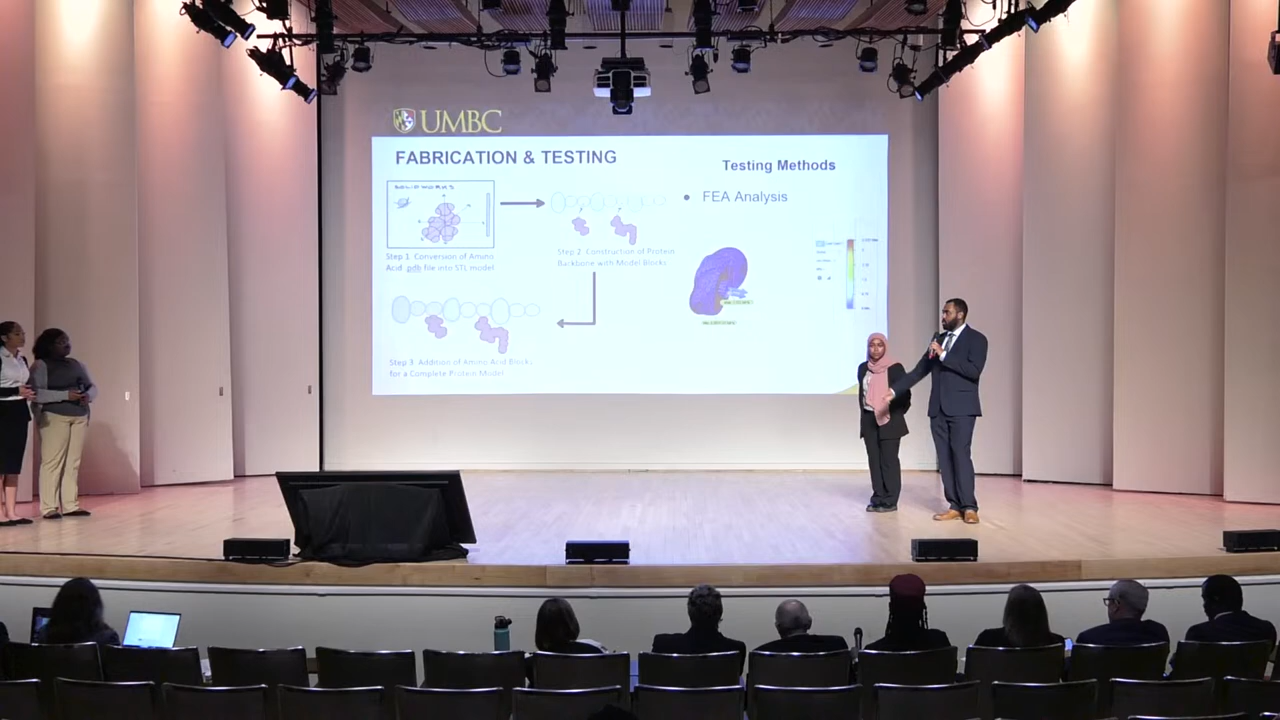 UMBC
FABRICATION & TESTING
Testing Methods
• FEA Analysis
Step 1. Conversion of Amino
Acid .pdb file into STL model
Step 2. Construction of Protein
Backbone with Model Blocks
Step 3. Addition of Amino Acid Blocks
for a Complete Protein Model